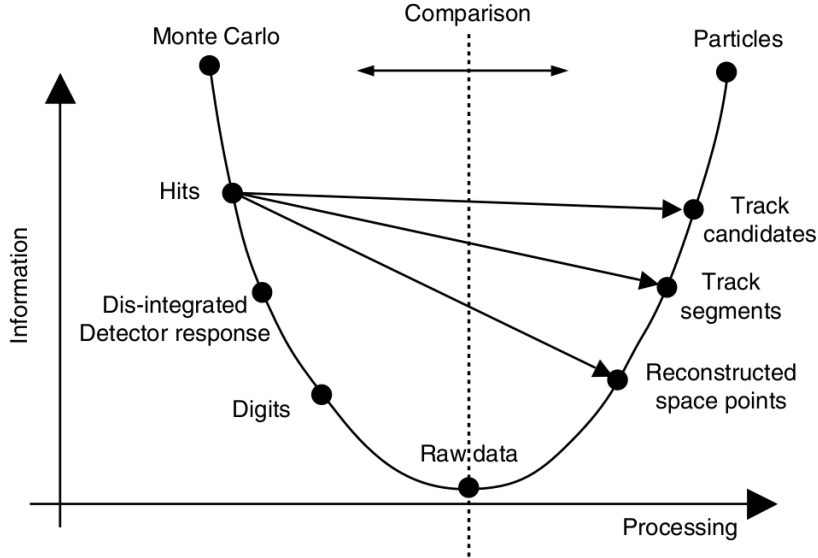 Comparison
Monte Carlo
Particles
Hits
Track
candidates
Track
segments
Dis-integrated
Detector response
Reconstructed
space points
Digits
Raw data
Information
Processing